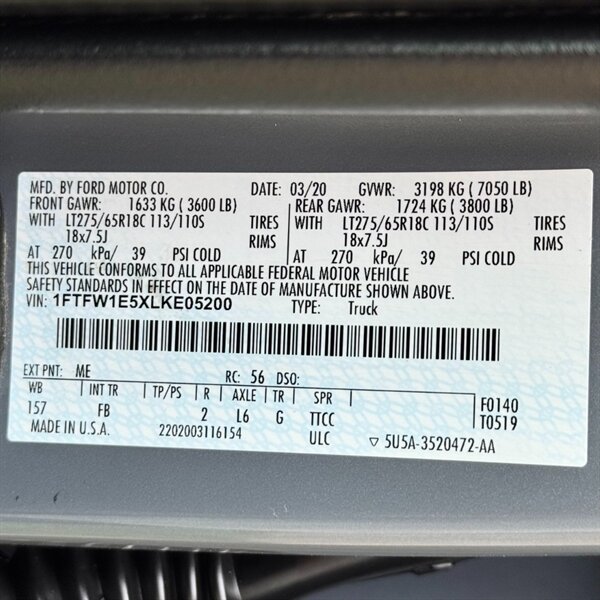 MFD. BY FORD MOTOR CO. DATE: 03/20 GVWR: 3198 KG ( 7050 LB)
FRONT GAWR: 1633 KG ( 3600 LB) REAR GAWR: 1724 KG ( 3800 LB)
WITH LT275/65R18C 113/110S TIRES WITH LT275/65R18C 113/110S TIRES
18x7.5J RIMS 18x7.5J RIMS
AT 270 kPa/ 39 PSI COLD AT 270 kPa/ 39 PSI COLD
THIS VEHICLE CONFORMS TO ALL APPLICABLE FEDERAL MOTOR VEHICLE
SAFETY STANDARDS IN EFFECT ON THE DATE OF MANUFACTURE SHOWN ABOVE.
VIN: 1FTFW1E5XLKE05200 TYPE: Truck
EXT PNT: ME RC: 56 DSO:
WB INT TR TP/PS R AXLE TR SPR
157 FB 2 L6 G TTCC F0140
T0519
MADE IN U.S.A. 2202003116154 ULC ▽ 5U5A-3520472-AA